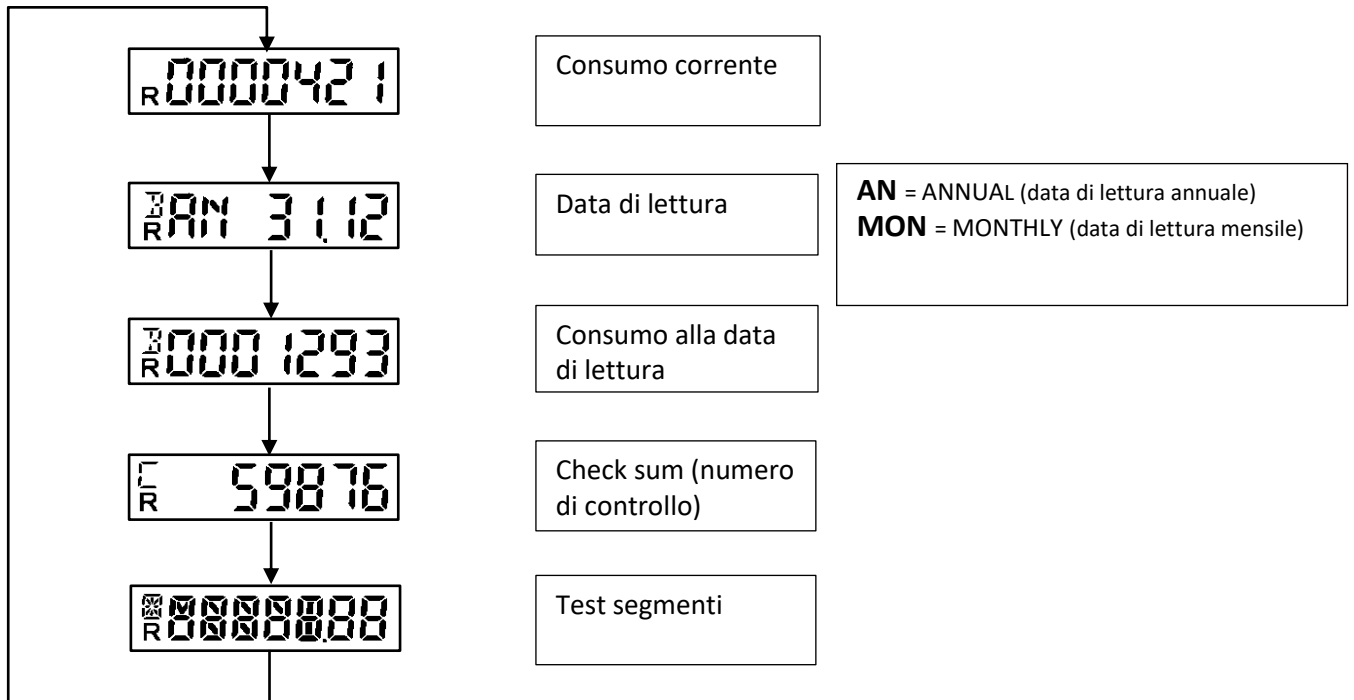 R0000421
Consumo corrente
B
R AN 31.12
Data di lettura
AN = ANNUAL (data di lettura annuale)
MON = MONTHLY (data di lettura mensile)
B
R 0001293
Consumo alla data
di lettura
C
R 59876
Check sum (numero
di controllo)
R
Test segmenti